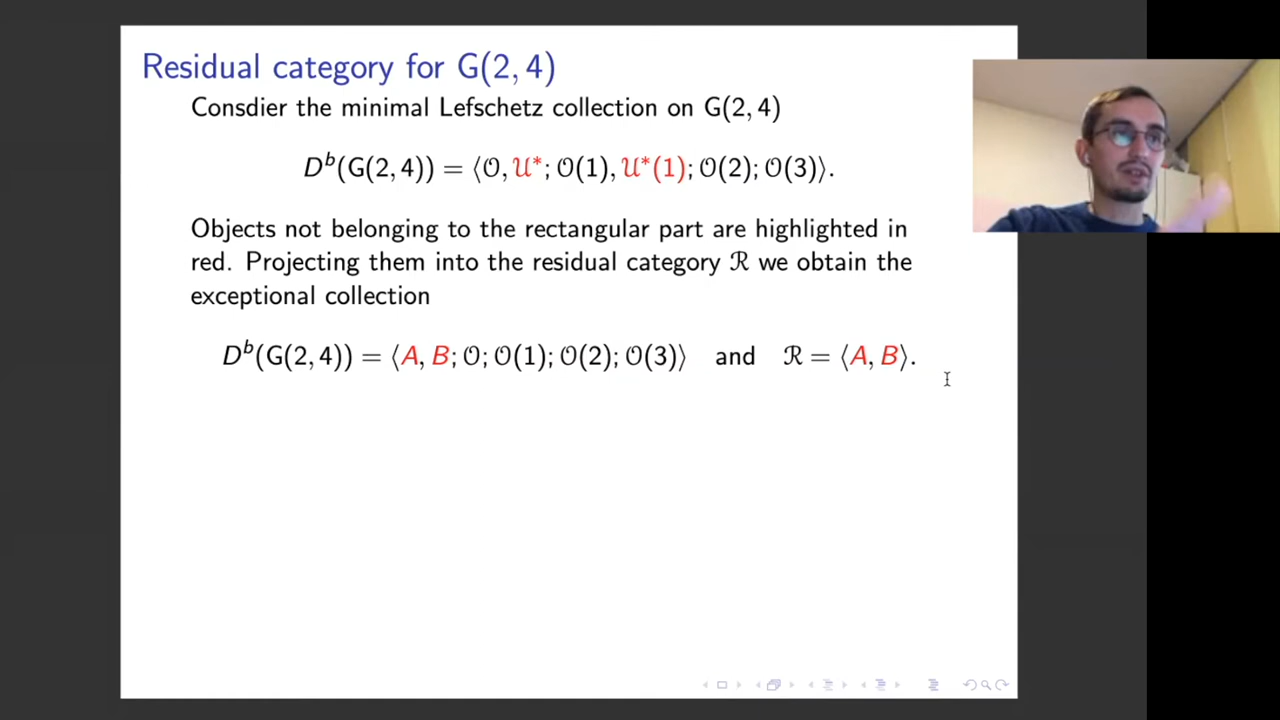 Residual category for G(2, 4)
Consdier the minimal Lefschetz collection on G(2, 4)
Dᵇ(G(2, 4)) = ⟨𝒪, 𝒰*; 𝒪(1), 𝒰*(1); 𝒪(2); 𝒪(3)⟩.
Objects not belonging to the rectangular part are highlighted in
red. Projecting them into the residual category ℛ we obtain the
exceptional collection
Dᵇ(G(2, 4)) = ⟨A, B; 𝒪; 𝒪(1); 𝒪(2); 𝒪(3)⟩ and ℛ = ⟨A, B⟩.